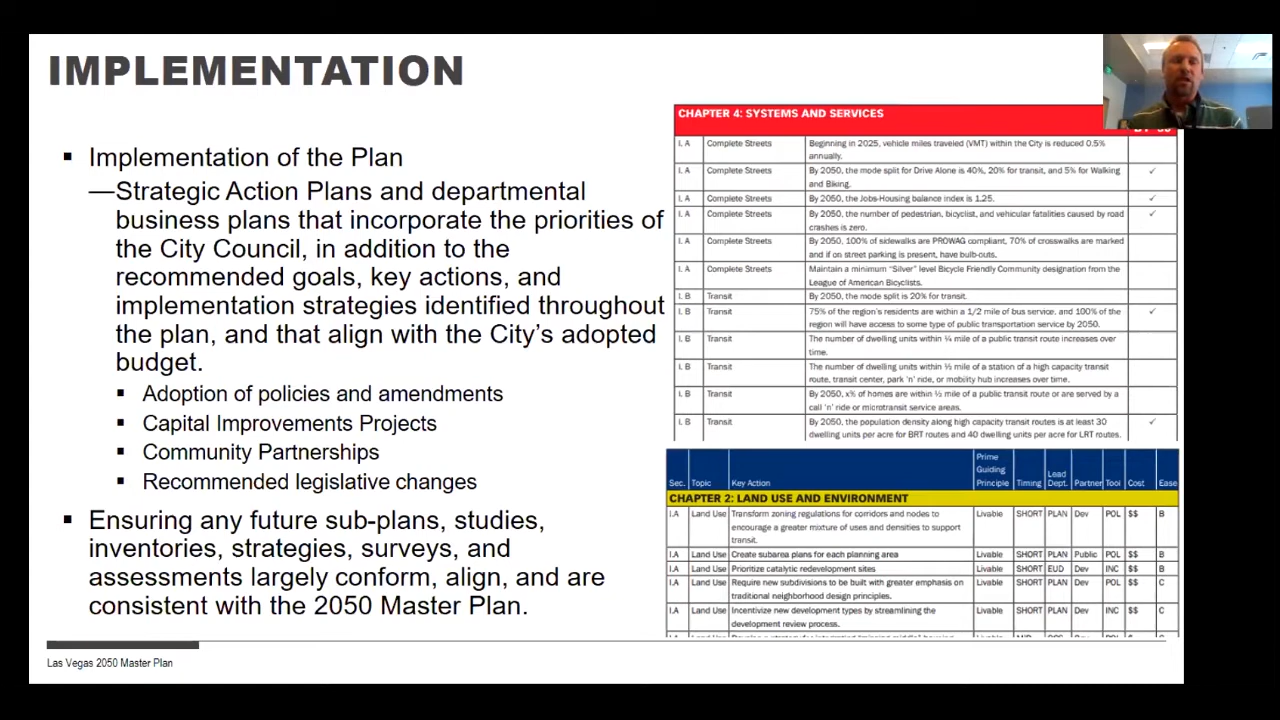 IMPLEMENTATION
▪ Implementation of the Plan
—Strategic Action Plans and departmental
business plans that incorporate the priorities of
the City Council, in addition to the
recommended goals, key actions, and
implementation strategies identified throughout
the plan, and that align with the City's adopted
budget.
▪ Adoption of policies and amendments
▪ Capital Improvements Projects
▪ Community Partnerships
▪ Recommended legislative changes
▪ Ensuring any future sub-plans, studies,
inventories, strategies, surveys, and
assessments largely conform, align, and are
consistent with the 2050 Master Plan.
CHAPTER 4: SYSTEMS AND SERVICES
I. A Complete Streets Beginning in 2025, vehicle miles traveled (VMT) within the City is reduced 0.5%
annually.
I. A Complete Streets By 2050, the mode split for Drive Alone is 40%, 20% for transit, and 5% for Walking ✓
and Biking.
I. A Complete Streets By 2050, the Jobs-Housing balance index is 1.25. ✓
I. A Complete Streets By 2050, the number of pedestrian, bicyclist, and vehicular fatalities caused by road ✓
crashes is zero.
I. A Complete Streets By 2050, 100% of sidewalks are PROWAG compliant, 70% of crosswalks are marked
and if on street parking is present, have bulb-outs.
I. A Complete Streets Maintain a minimum "Silver" level Bicycle Friendly Community designation from the
League of American Bicyclists.
I. B Transit By 2050, the mode split is 20% for transit.
I. B Transit 75% of the region's residents are within a 1/2 mile of bus service, and 100% of the ✓
region will have access to some type of public transportation service by 2050.
I. B Transit The number of dwelling units within ¼ mile of a public transit route increases over
time.
I. B Transit The number of dwelling units within ½ mile of a station of a high capacity transit
route, transit center, park 'n' ride, or mobility hub increases over time.
I. B Transit By 2050, x% of homes are within ½ mile of a public transit route or are served by a
call 'n' ride or microtransit service areas.
I. B Transit By 2050, the population density along high capacity transit routes is at least 30 ✓
dwelling units per acre for BRT routes and 40 dwelling units per acre for LRT routes.
Sec. Topic Key Action Prime Guiding Principle Timing Lead Dept. Partner Tool Cost Ease
CHAPTER 2: LAND USE AND ENVIRONMENT
I.A Land Use Transform zoning regulations for corridors and nodes to Livable SHORT PLAN Dev POL $$ B
encourage a greater mixture of uses and densities to support
transit.
I.A Land Use Create subarea plans for each planning area Livable SHORT PLAN Public POL $$ B
I.A Land Use Prioritize catalytic redevelopment sites Livable SHORT EUD Dev INC $$ B
I.A Land Use Require new subdivisions to be built with greater emphasis on Livable SHORT PLAN Dev POL $$ C
traditional neighborhood design principles.
I.A Land Use Incentivize new development types by streamlining the Livable SHORT PLAN Dev INC $$ C
development review process.
Las Vegas 2050 Master Plan